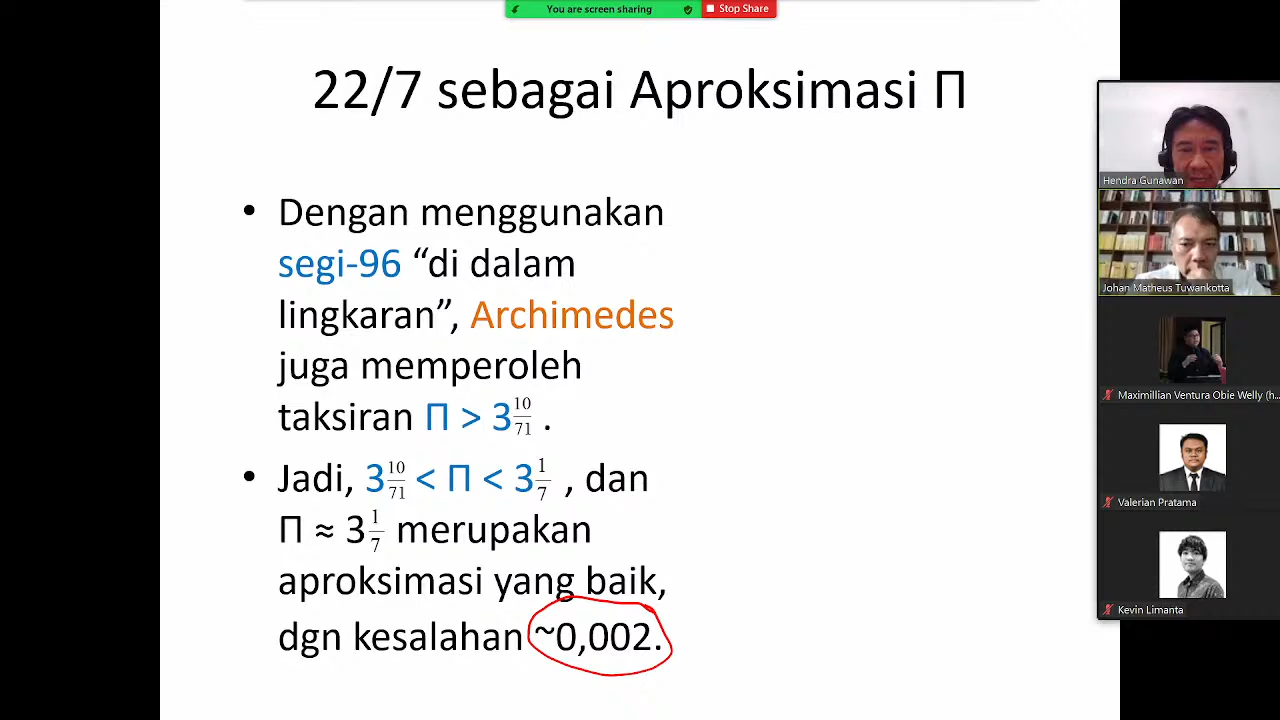 You are screen sharing
Stop Share
22/7 sebagai Aproksimasi Π
• Dengan menggunakan
segi-96 “di dalam
lingkaran”, Archimedes
juga memperoleh
taksiran Π > 3 10/71 .
• Jadi, 3 10/71 < Π < 3 1/7 , dan
Π ≈ 3 1/7 merupakan
aproksimasi yang baik,
dgn kesalahan ~0,002.
Hendra Gunawan
Johan Matheus Tuwankotta
Maximillian Ventura Obie Welly (h...
Valerian Pratama
Kevin Limanta